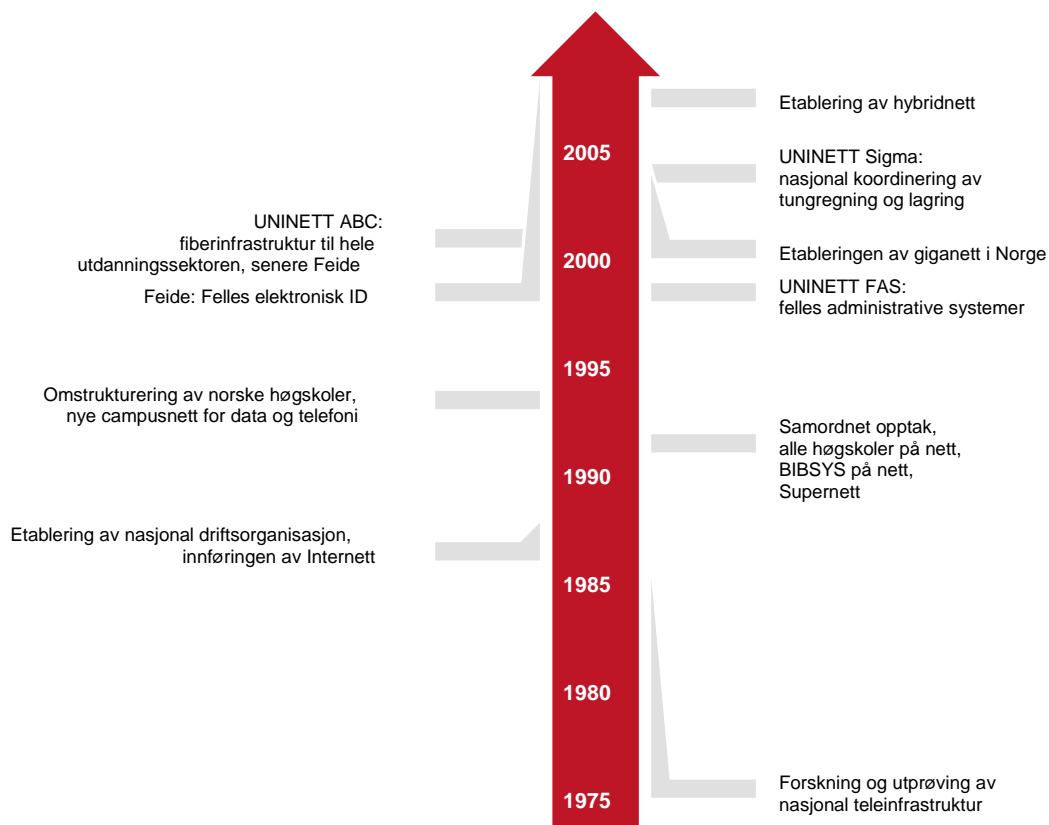 Etablering av hybridnett
2005
UNINETT Sigma:
nasjonal koordinering av
tungregning og lagring
UNINETT ABC:
fiberinfrastruktur til hele
utdanningssektoren, senere Feide
2000
Etableringen av giganett i Norge
Feide: Felles elektronisk ID
UNINETT FAS:
felles administrative systemer
1995
Omstrukturering av norske høgskoler,
nye campusnett for data og telefoni
Samordnet opptak,
alle høgskoler på nett,
BIBSYS på nett,
Supernett
1990
Etablering av nasjonal driftsorganisasjon,
innføringen av Internett
1985
1980
Forskning og utprøving av
nasjonal teleinfrastruktur
1975